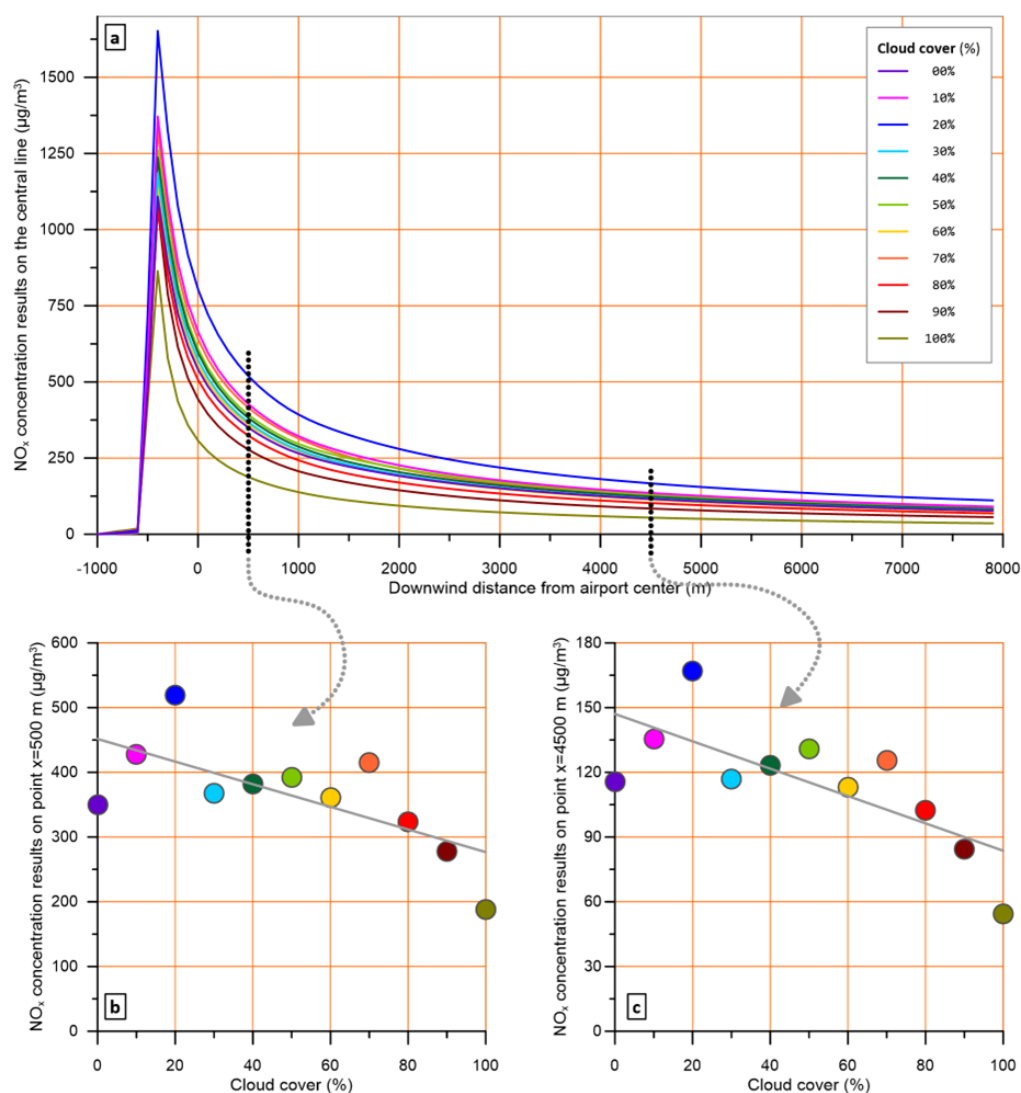 a
NOx concentration results on the central line (µg/m³)
1500
1250
1000
750
500
250
0
-1000 0 1000 2000 3000 4000 5000 6000 7000 8000
Downwind distance from airport center (m)
Cloud cover (%)
00%
10%
20%
30%
40%
50%
60%
70%
80%
90%
100%
NOx concentration results on point x=500 m (µg/m³)
600
500
400
300
200
100
0
b
0 20 40 60 80 100
Cloud cover (%)
NOx concentration results on point x=4500 m (µg/m³)
180
150
120
90
60
30
0
c
0 20 40 60 80 100
Cloud cover (%)